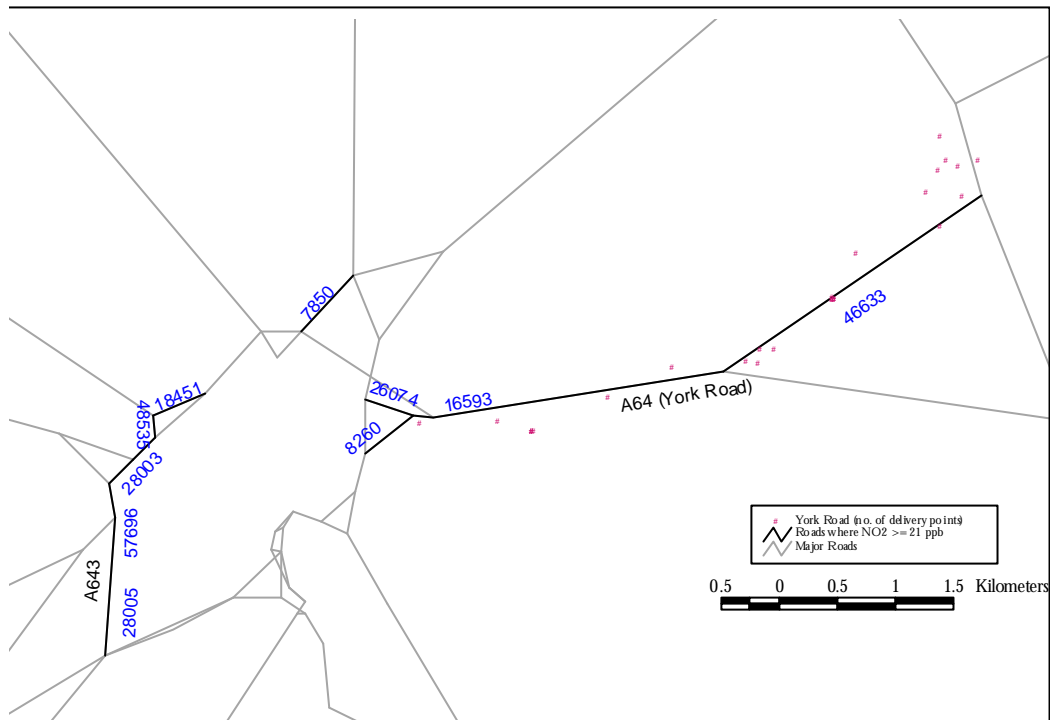 7850
46633
18451
26074
16593
A64 (York Road)
48535
8260
28003
57696
A643
28005
York Road (no. of delivery points)
Roads where NO2 >= 21 ppb
Major Roads
0.5 0 0.5 1 1.5 Kilometers